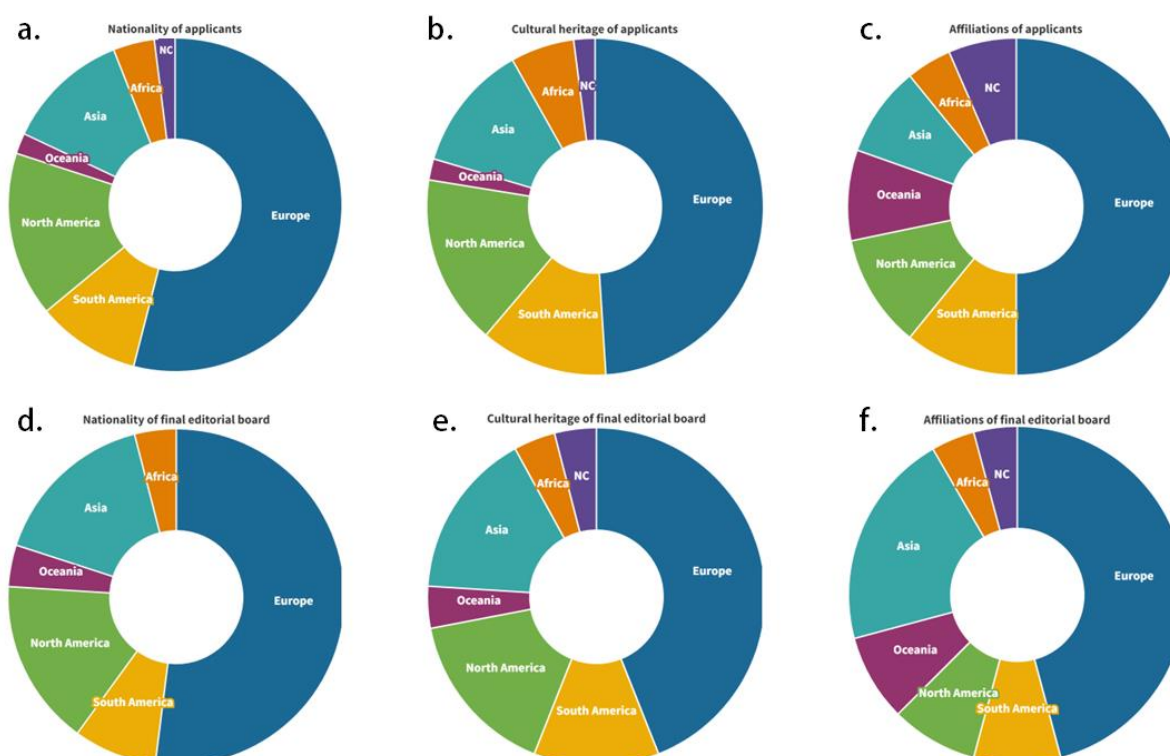 a.
Nationality of applicants
NC
Africa
Asia
Oceania
North America
South America
Europe
b.
Cultural heritage of applicants
NC
Africa
Asia
Oceania
North America
South America
Europe
c.
Affiliations of applicants
NC
Africa
Asia
Oceania
North America
South America
Europe
d.
Nationality of final editorial board
Africa
Asia
Oceania
North America
South America
Europe
e.
Cultural heritage of final editorial board
NC
Africa
Asia
Oceania
North America
South America
Europe
f.
Affiliations of final editorial board
NC
Africa
Asia
Oceania
North America
South America
Europe